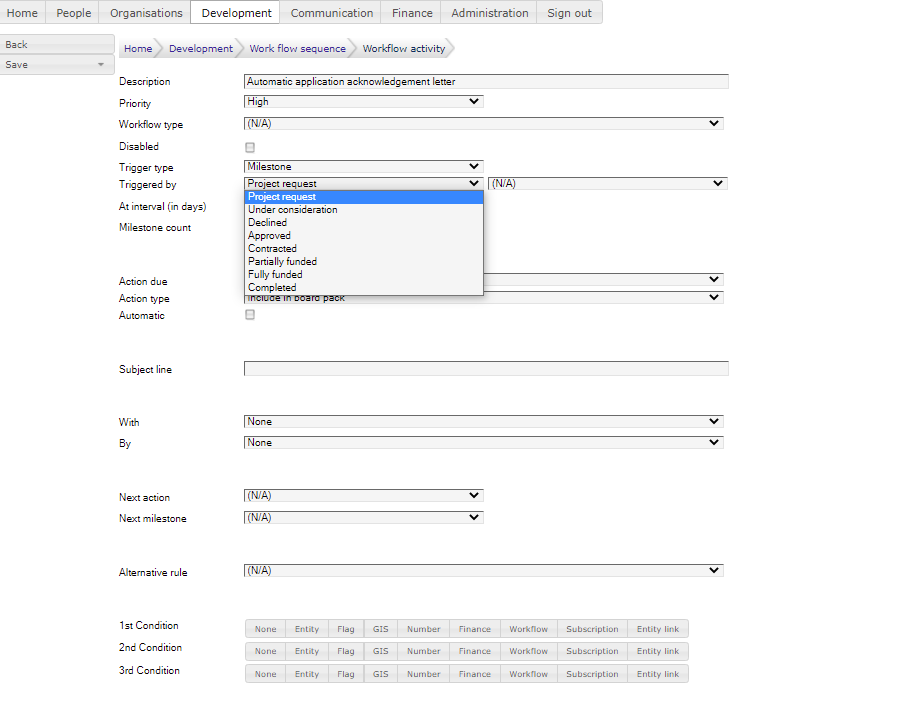 Home People Organisations Development Communication Finance Administration Sign out
Back
Save
Home Development Work flow sequence Workflow activity
Description Automatic application acknowledgement letter
Priority High
Workflow type (N/A)
Disabled
Trigger type Milestone
Triggered by Project request (N/A)
Project request
At interval (in days) Under consideration
Declined
Milestone count Approved
Contracted
Partially funded
Fully funded
Completed
Action due
Action type Include in board pack
Automatic
Subject line
With None
By None
Next action (N/A)
Next milestone (N/A)
Alternative rule (N/A)
1st Condition None Entity Flag GIS Number Finance Workflow Subscription Entity link
2nd Condition None Entity Flag GIS Number Finance Workflow Subscription Entity link
3rd Condition None Entity Flag GIS Number Finance Workflow Subscription Entity link